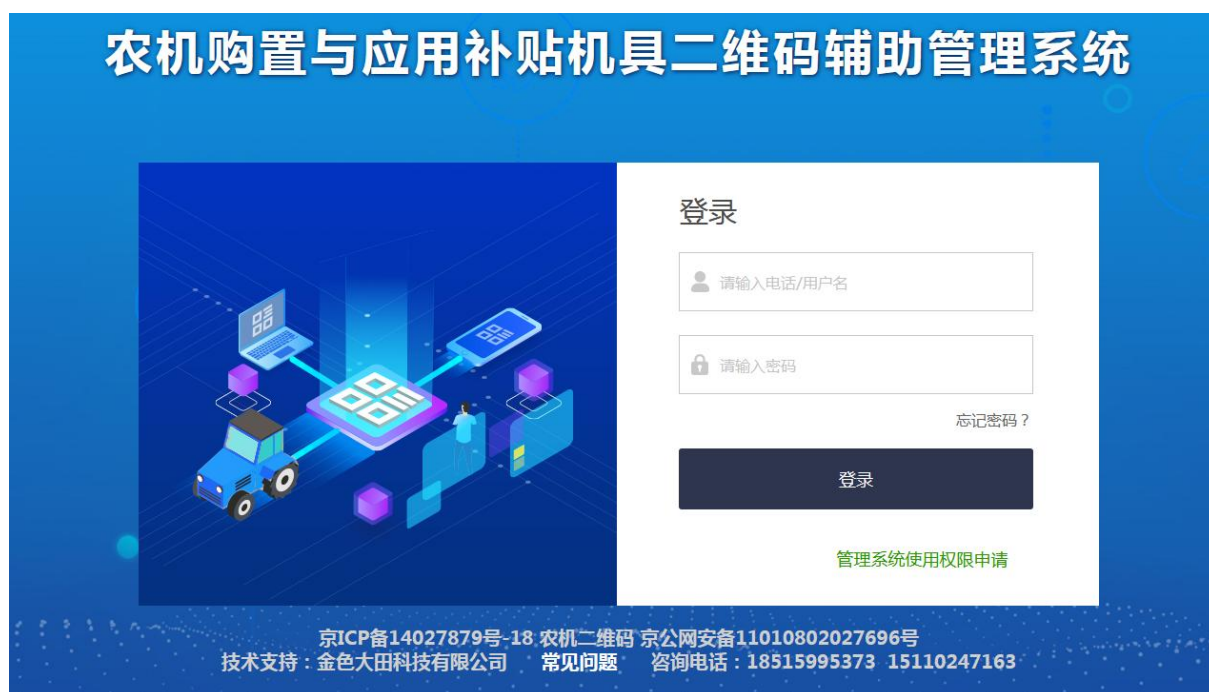 农机购置与应用补贴机具二维码辅助管理系统
登录
请输入电话/用户名
请输入密码
忘记密码？
登录
管理系统使用权限申请
京ICP备14027879号-18 农机二维码 京公网安备11010802027696号
技术支持：金色大田科技有限公司 常见问题 咨询电话：18515995373 15110247163